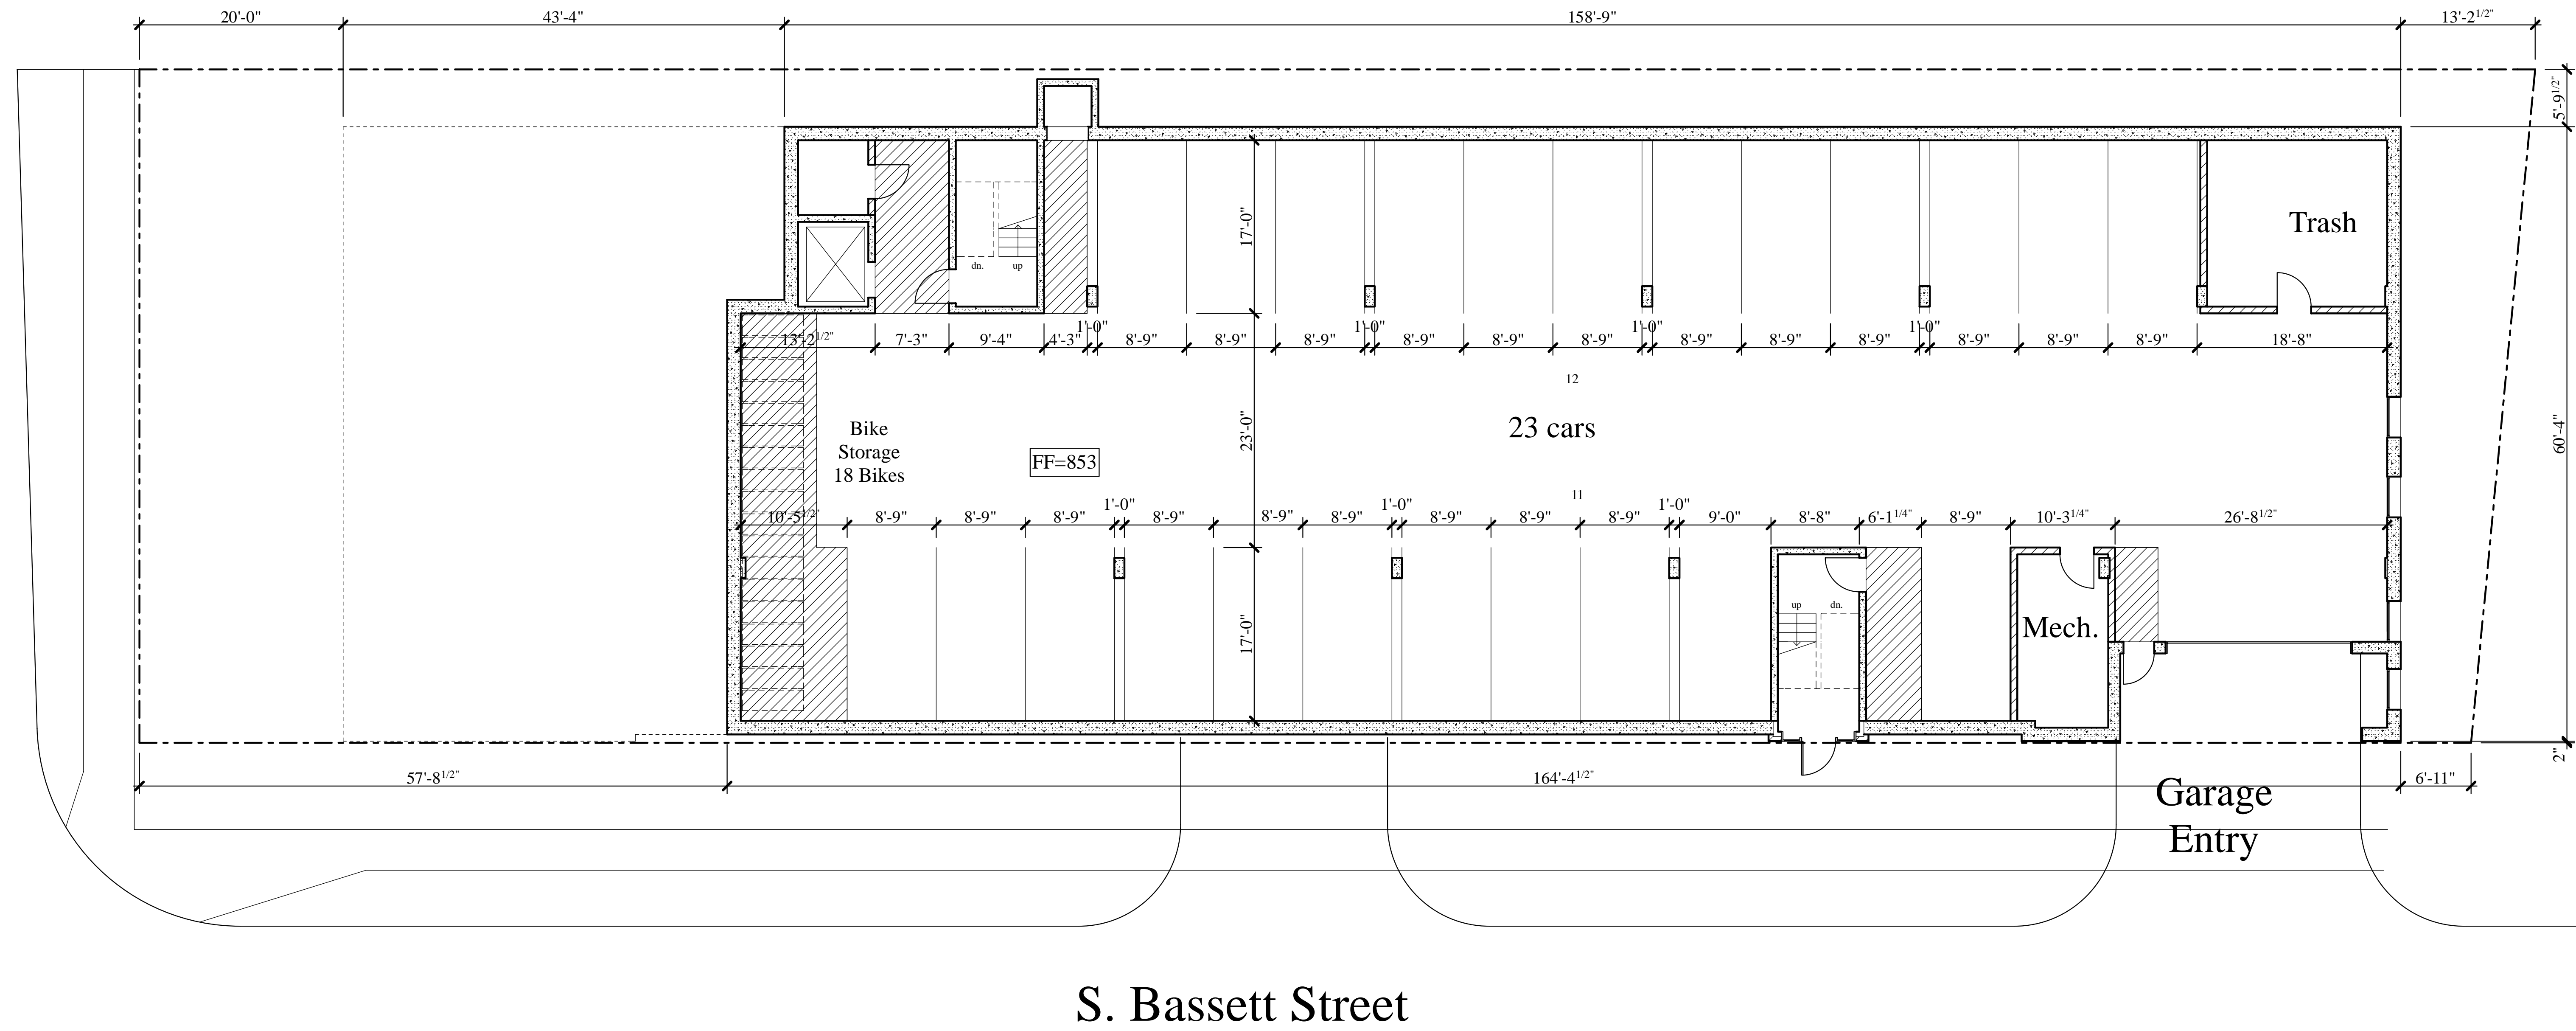 20'-0" 43'-4" 158'-9" 13'-2 1/2"
5'-9 1/2"
17'-0"
Trash
dn. up
1'-0" 1'-0" 1'-0" 1'-0"
13'-2 1/2" 7'-3" 9'-4" 4'-3" 8'-9" 8'-9" 8'-9" 8'-9" 8'-9" 8'-9" 8'-9" 8'-9" 8'-9" 8'-9" 8'-9" 8'-9" 18'-8"
12
Bike
Storage
18 Bikes
FF=853
23'-0"
23 cars
60'-4"
11
1'-0" 1'-0" 1'-0"
10'-5 1/2" 8'-9" 8'-9" 8'-9" 8'-9" 8'-9" 8'-9" 8'-9" 8'-9" 8'-9" 9'-0" 8'-8" 6'-1 1/4" 8'-9" 10'-3 1/4" 26'-8 1/2"
up dn.
17'-0"
Mech.
2"
57'-8 1/2" 164'-4 1/2" 6'-11"
Garage
Entry
S. Bassett Street